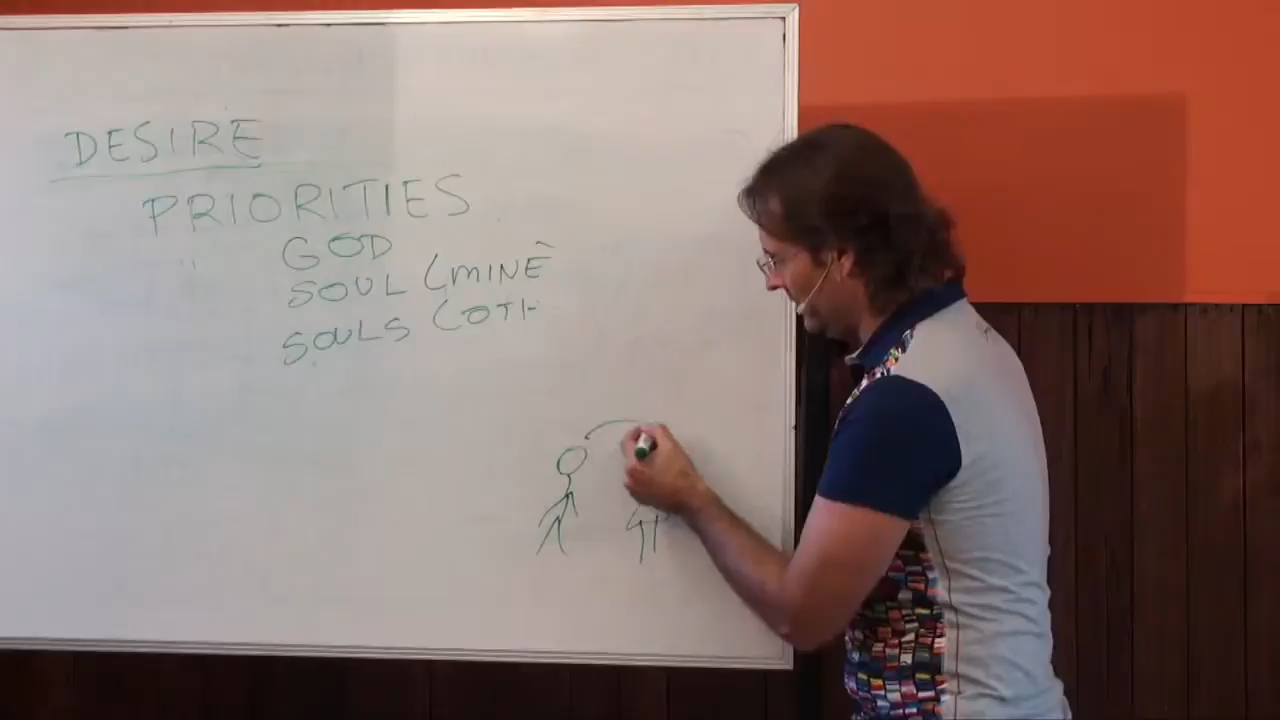 DESIRE
PRIORITIES
GOD
SOUL (MINE
SOULS (OTH